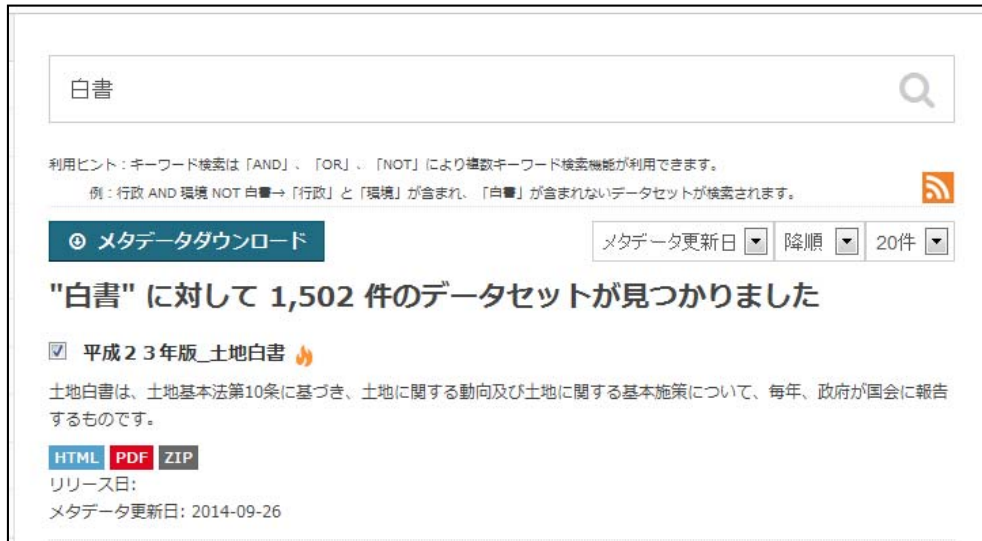 白書
利用ヒント：キーワード検索は「AND」、「OR」、「NOT」により複数キーワード検索機能が利用できます。
例：行政 AND 環境 NOT 白書→「行政」と「環境」が含まれ、「白書」が含まれないデータセットが検索されます。
メタデータダウンロード メタデータ更新日 降順 20件
"白書" に対して 1,502 件のデータセットが見つかりました
平成２３年版_土地白書
土地白書は、土地基本法第10条に基づき、土地に関する動向及び土地に関する基本施策について、毎年、政府が国会に報告
するものです。
HTML PDF ZIP
リリース日:
メタデータ更新日: 2014-09-26